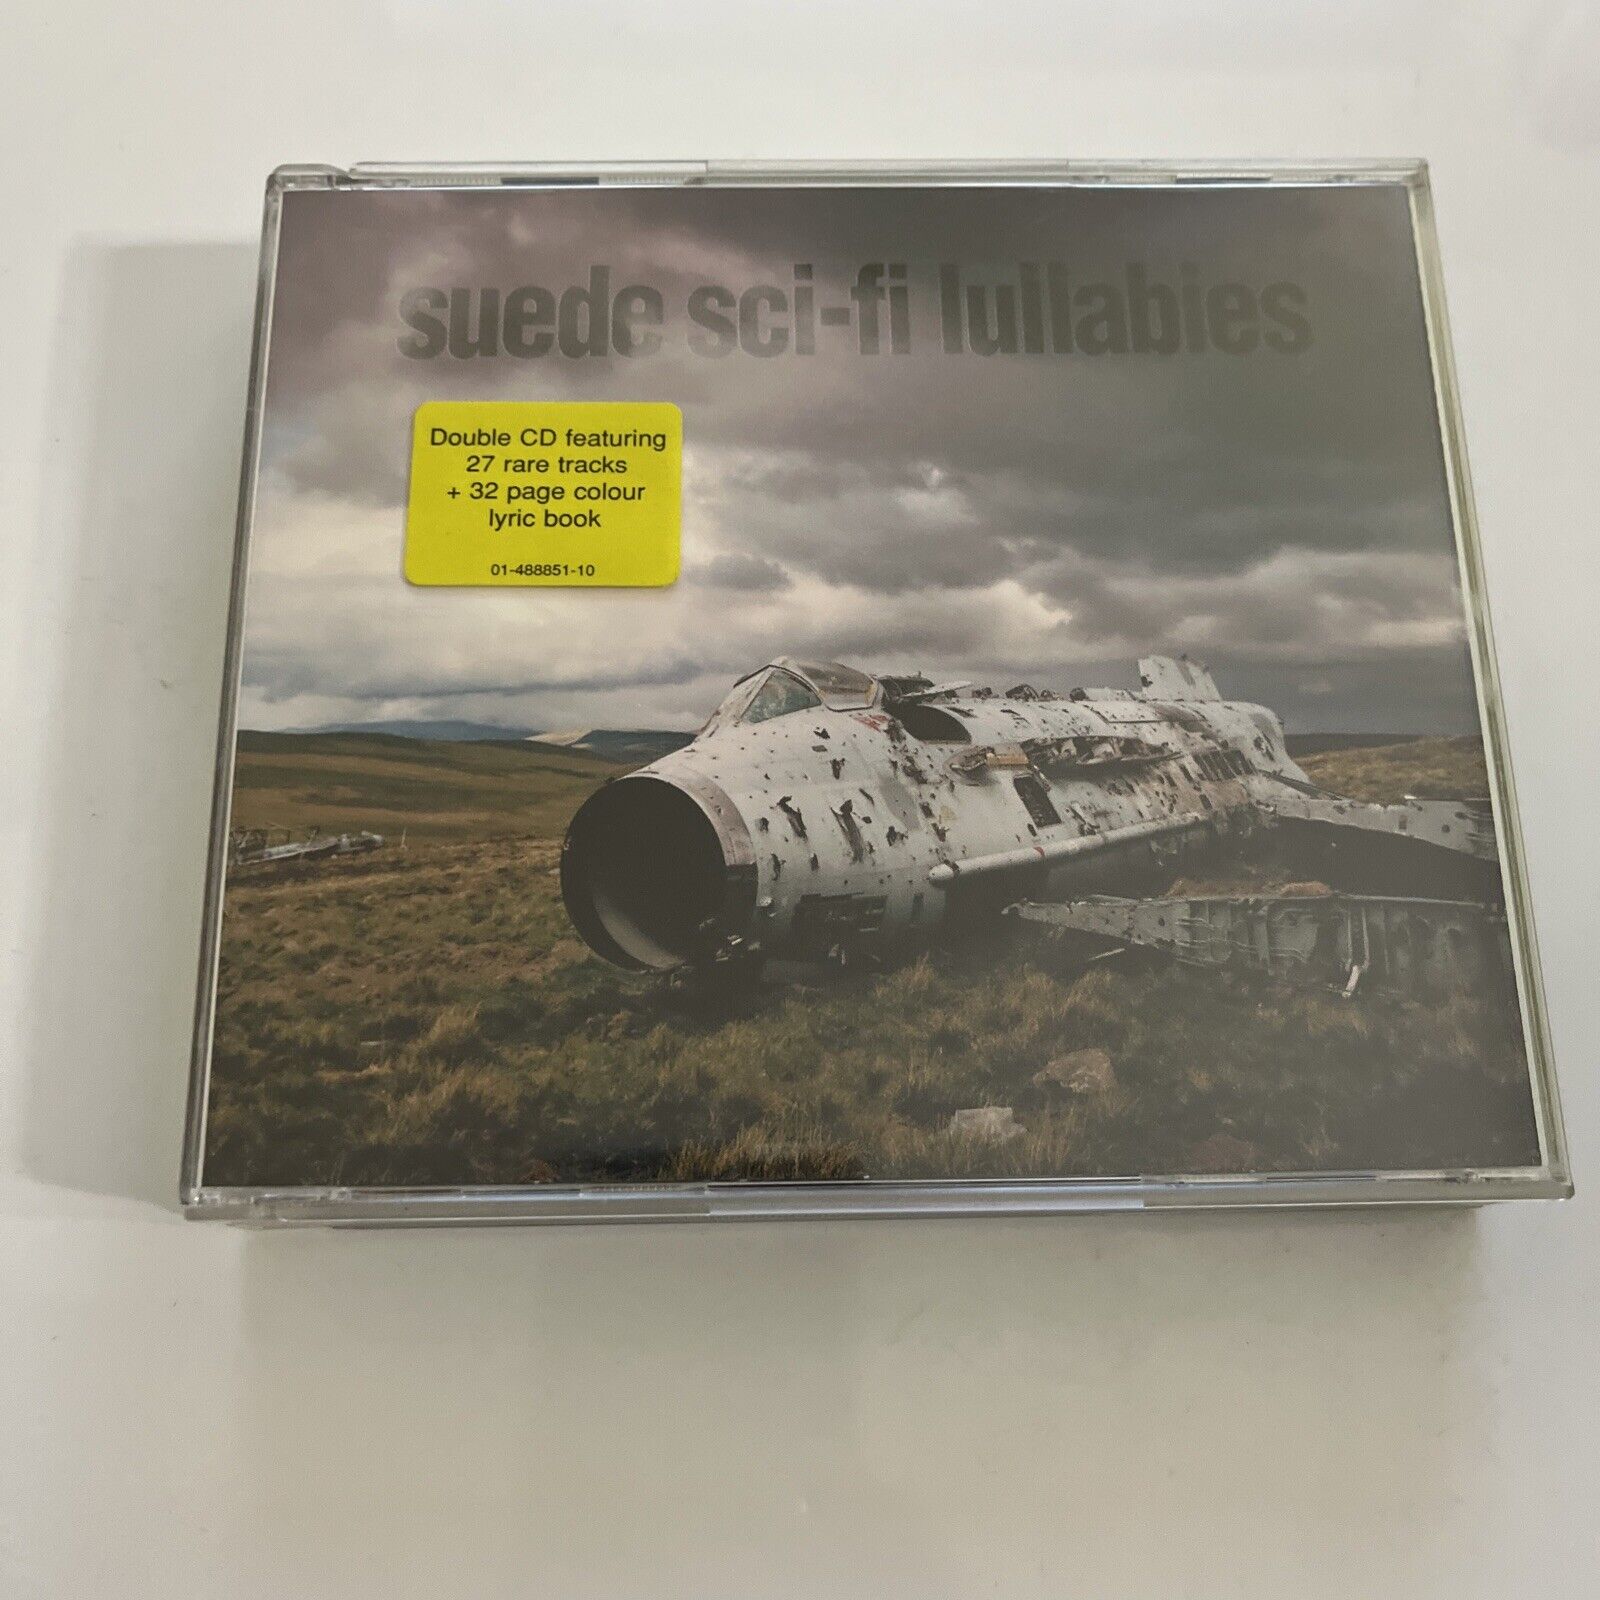 suede sci-fi lullabies
Double CD featuring
27 rare tracks
+ 32 page colour
lyric book
01-488851-10